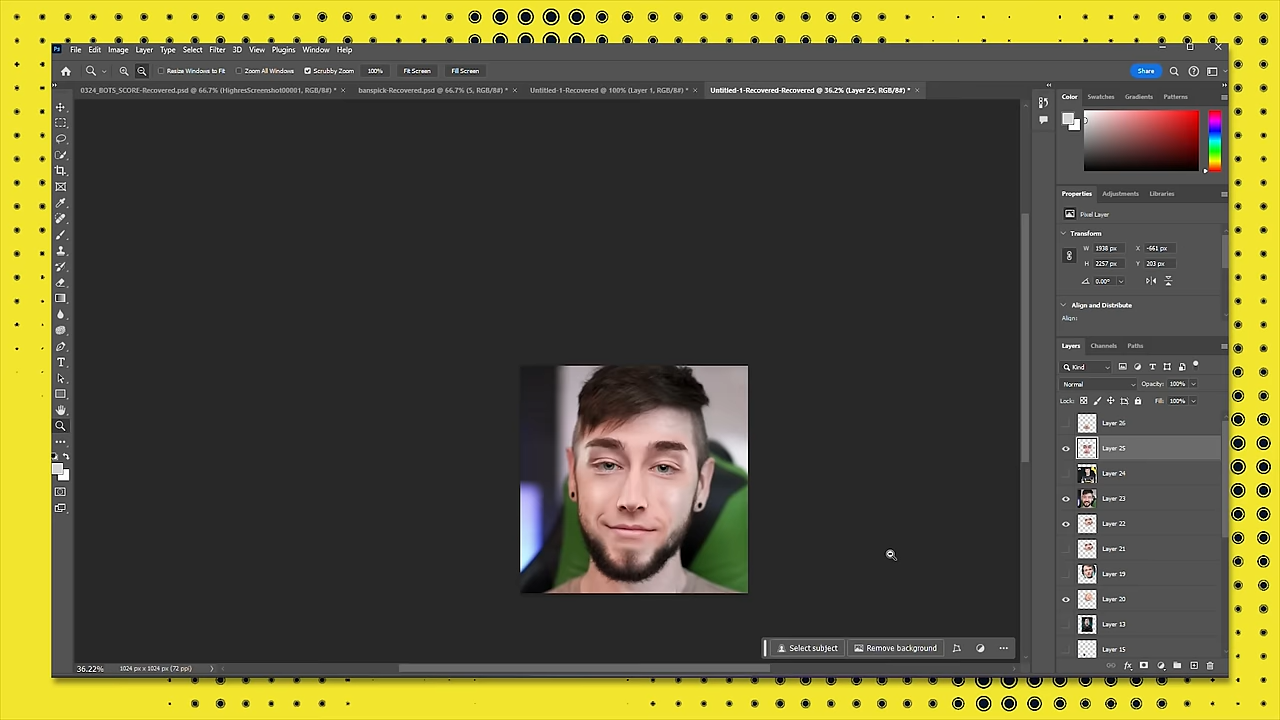 Ps File Edit Image Layer Type Select Filter 3D View Plugins Window Help
Resize Windows to Fit Zoom All Windows Scrubby Zoom 100% Fit Screen Fill Screen Share
0324_BOTS_SCORE-Recovered.psd @ 66.7% (HighresScreenshot00001, RGB/8#) * × banspick-Recovered.psd @ 66.7% (5, RGB/8#) * × Untitled-1-Recovered @ 100% (Layer 1, RGB/8#) * × Untitled-1-Recovered-Recovered @ 36.2% (Layer 25, RGB/8#) * ×
Color Swatches Gradients Patterns
Properties Adjustments Libraries
Pixel Layer
Transform
W 1938 px X -661 px
H 2257 px Y 203 px
0.00°
Align and Distribute
Align:
Layers Channels Paths
Kind
Normal Opacity: 100%
Lock: Fill: 100%
Layer 26
Layer 25
Layer 24
Layer 23
Layer 22
Layer 21
Layer 19
Layer 20
Layer 13
Layer 15
Select subject Remove background
36.22% 1024 px x 1024 px (72 ppi)